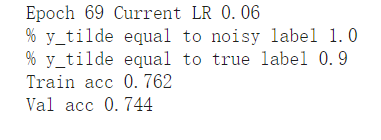 Epoch 69 Current LR 0.06
% y_tilde equal to noisy label 1.0
% y_tilde equal to true label 0.9
Train acc 0.762
Val acc 0.744